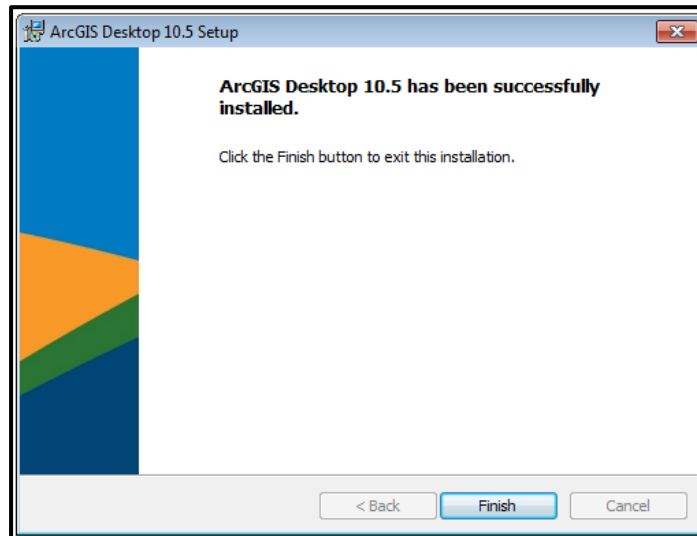 ArcGIS Desktop 10.5 Setup
ArcGIS Desktop 10.5 has been successfully
installed.
Click the Finish button to exit this installation.
< Back Finish Cancel